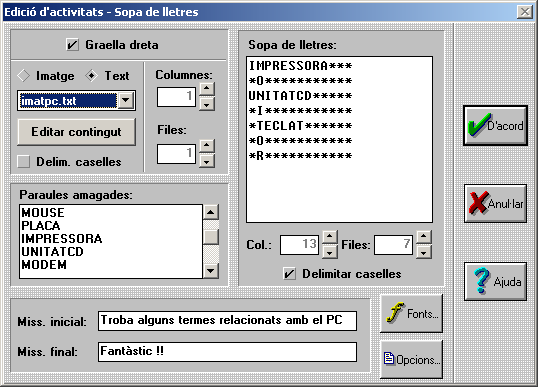 Edició d'activitats - Sopa de lletres
Graella dreta
Imatge
Text
imatpc.txt
Editar contingut
Delim. caselles
Columnes:
1
Files:
1
Paraules amagades:
MOUSE
PLACA
IMPRESSORA
UNITATCD
MODEM
Sopa de lletres:
IMPRESSORA***
*O***********
UNITATCD*****
*I***********
*TECLAT******
*O***********
*R***********
Col.: 13 Files: 7
Delimitar caselles
D'acord
Anul·lar
Ajuda
Miss. inicial: Troba alguns termes relacionats amb el PC
Miss. final: Fantàstic !!
Fonts...
Opcions...